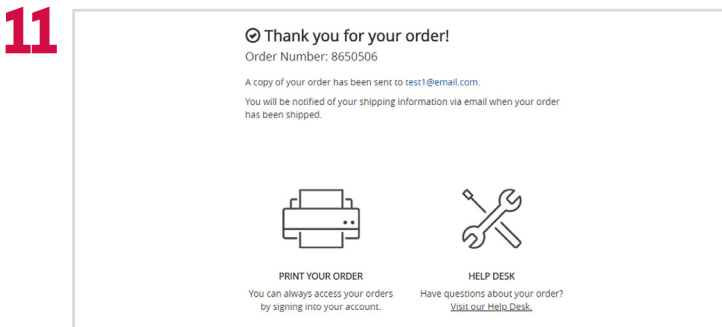 11
Thank you for your order!
Order Number: 8650506
A copy of your order has been sent to test1@email.com.
You will be notified of your shipping information via email when your order
has been shipped.
PRINT YOUR ORDER
You can always access your orders
by signing into your account.
HELP DESK
Have questions about your order?
Visit our Help Desk.